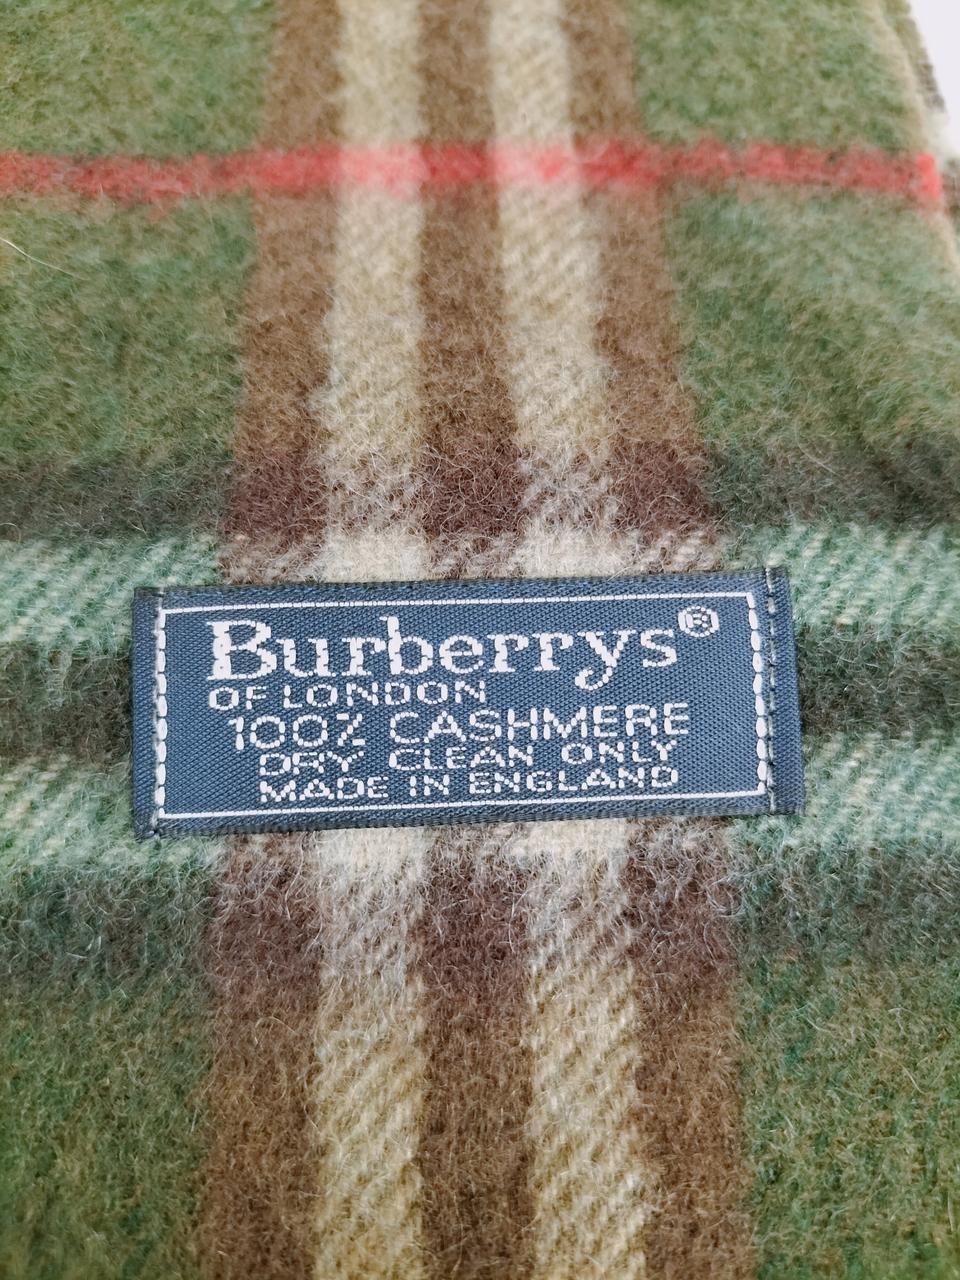 Burberrys®
OF LONDON
100% CASHMERE
DRY CLEAN ONLY
MADE IN ENGLAND